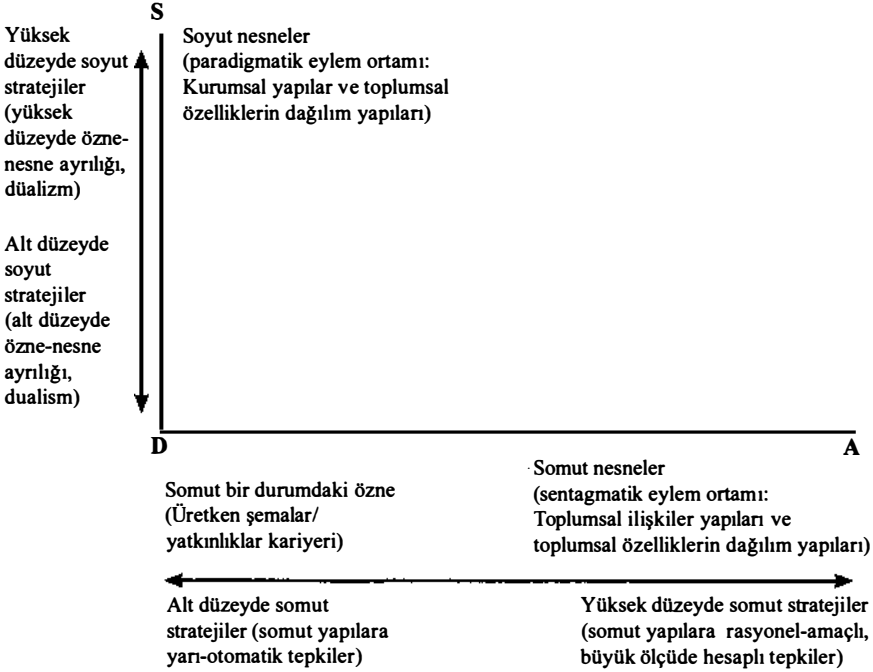 S
Yüksek
düzeyde soyut
stratejiler
(yüksek
düzeyde özne-
nesne ayrılığı,
düalizm)
Soyut nesneler
(paradigmatik eylem ortamı:
Kurumsal yapılar ve toplumsal
özelliklerin dağılım yapıları)
Alt düzeyde
soyut
stratejiler
(alt düzeyde
özne-nesne
ayrılığı,
dualism)
D
A
Somut bir durumdaki özne
(Üretken şemalar/
yatkınlıklar kariyeri)
Somut nesneler
(sentagmatik eylem ortamı:
Toplumsal ilişkiler yapıları ve
toplumsal özelliklerin dağılım yapıları)
Alt düzeyde somut
stratejiler (somut yapılara
yarı-otomatik tepkiler)
Yüksek düzeyde somut stratejiler
(somut yapılara rasyonel-amaçlı,
büyük ölçüde hesaplı tepkiler)